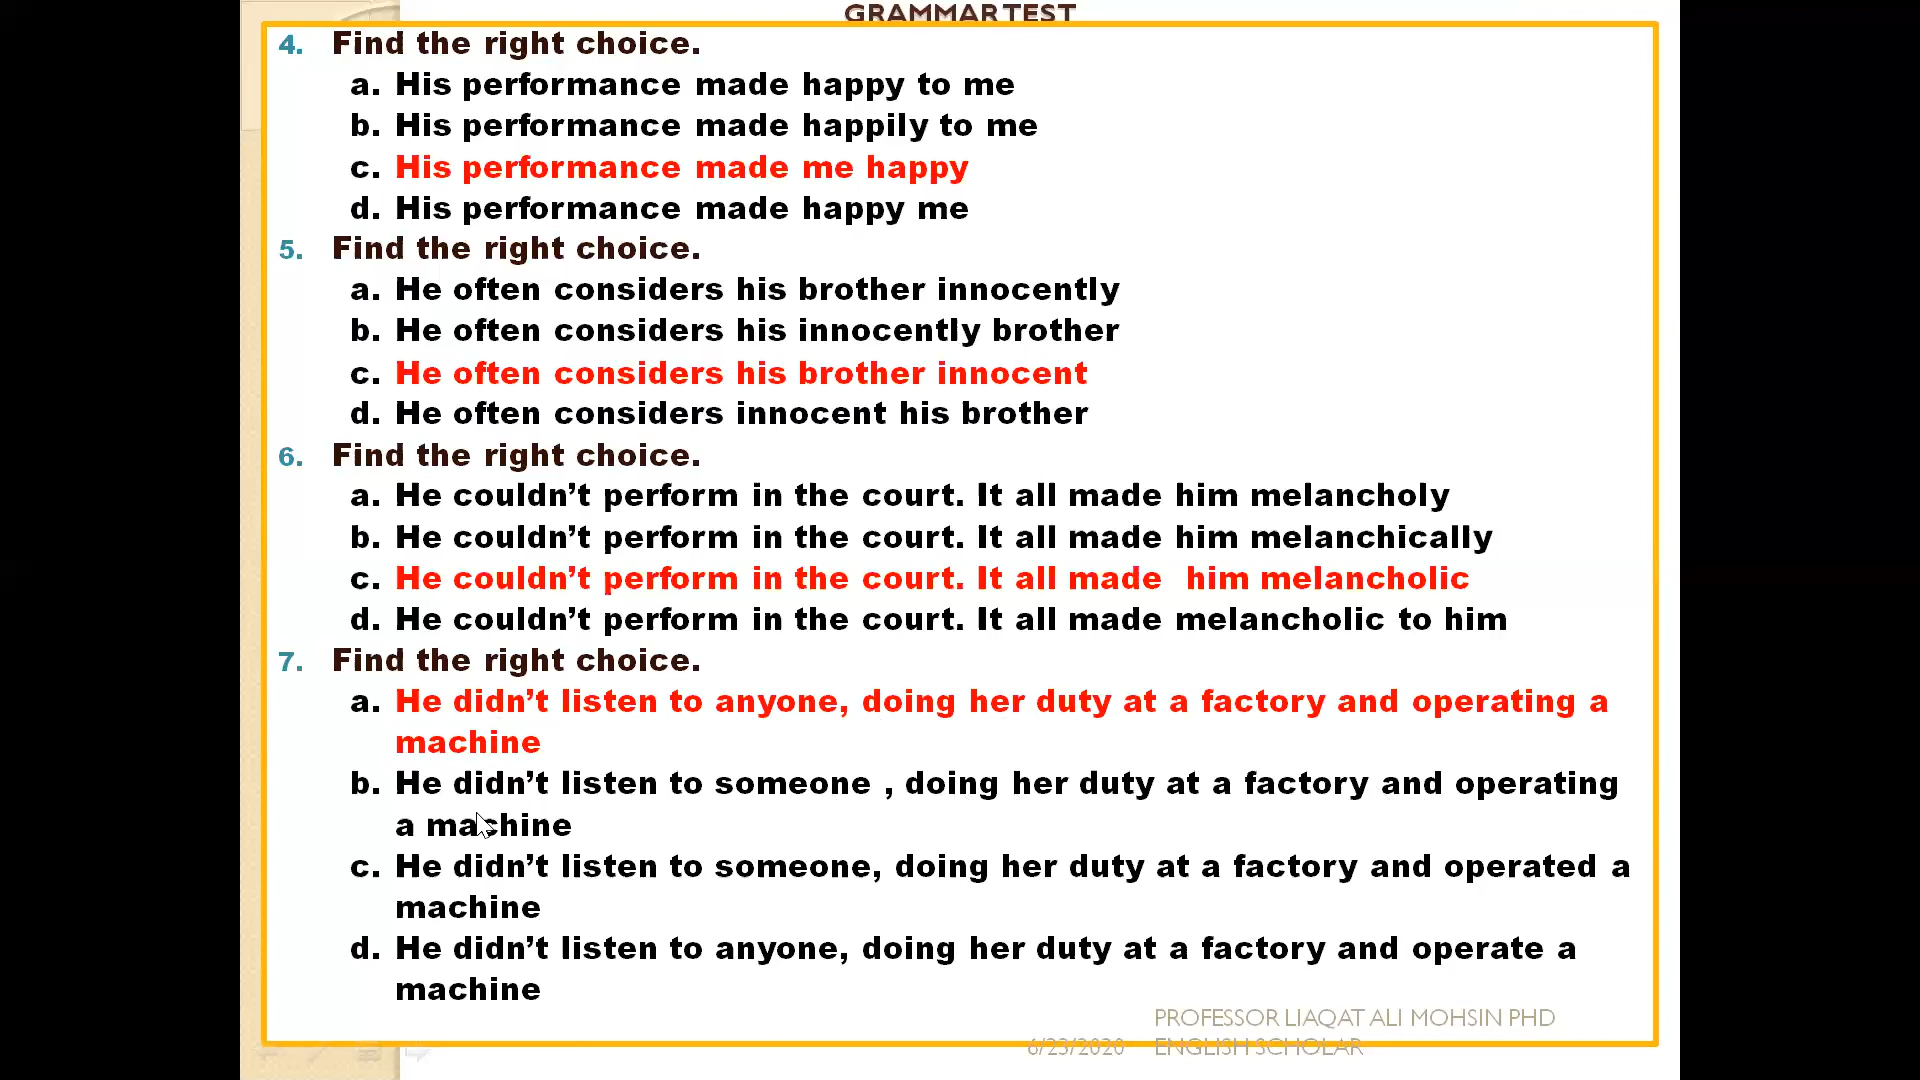 GRAMMAR TEST
4. Find the right choice.
a. His performance made happy to me
b. His performance made happily to me
c. His performance made me happy
d. His performance made happy me
5. Find the right choice.
a. He often considers his brother innocently
b. He often considers his innocently brother
c. He often considers his brother innocent
d. He often considers innocent his brother
6. Find the right choice.
a. He couldn’t perform in the court. It all made him melancholy
b. He couldn’t perform in the court. It all made him melanchically
c. He couldn’t perform in the court. It all made him melancholic
d. He couldn’t perform in the court. It all made melancholic to him
7. Find the right choice.
a. He didn’t listen to anyone, doing her duty at a factory and operating a
machine
b. He didn’t listen to someone , doing her duty at a factory and operating
a machine
c. He didn’t listen to someone, doing her duty at a factory and operated a
machine
d. He didn’t listen to anyone, doing her duty at a factory and operate a
machine
PROFESSOR LIAQAT ALI MOHSIN PHD
6/23/2020 ENGLISH SCHOLAR